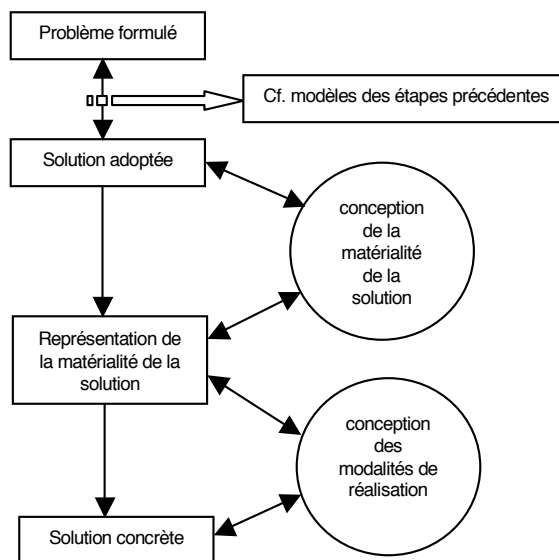 Problème formulé
Cf. modèles des étapes précédentes
Solution adoptée
conception
de la
matérialité
de la
solution
Représentation de
la matérialité de la
solution
conception
des
modalités de
réalisation
Solution concrète